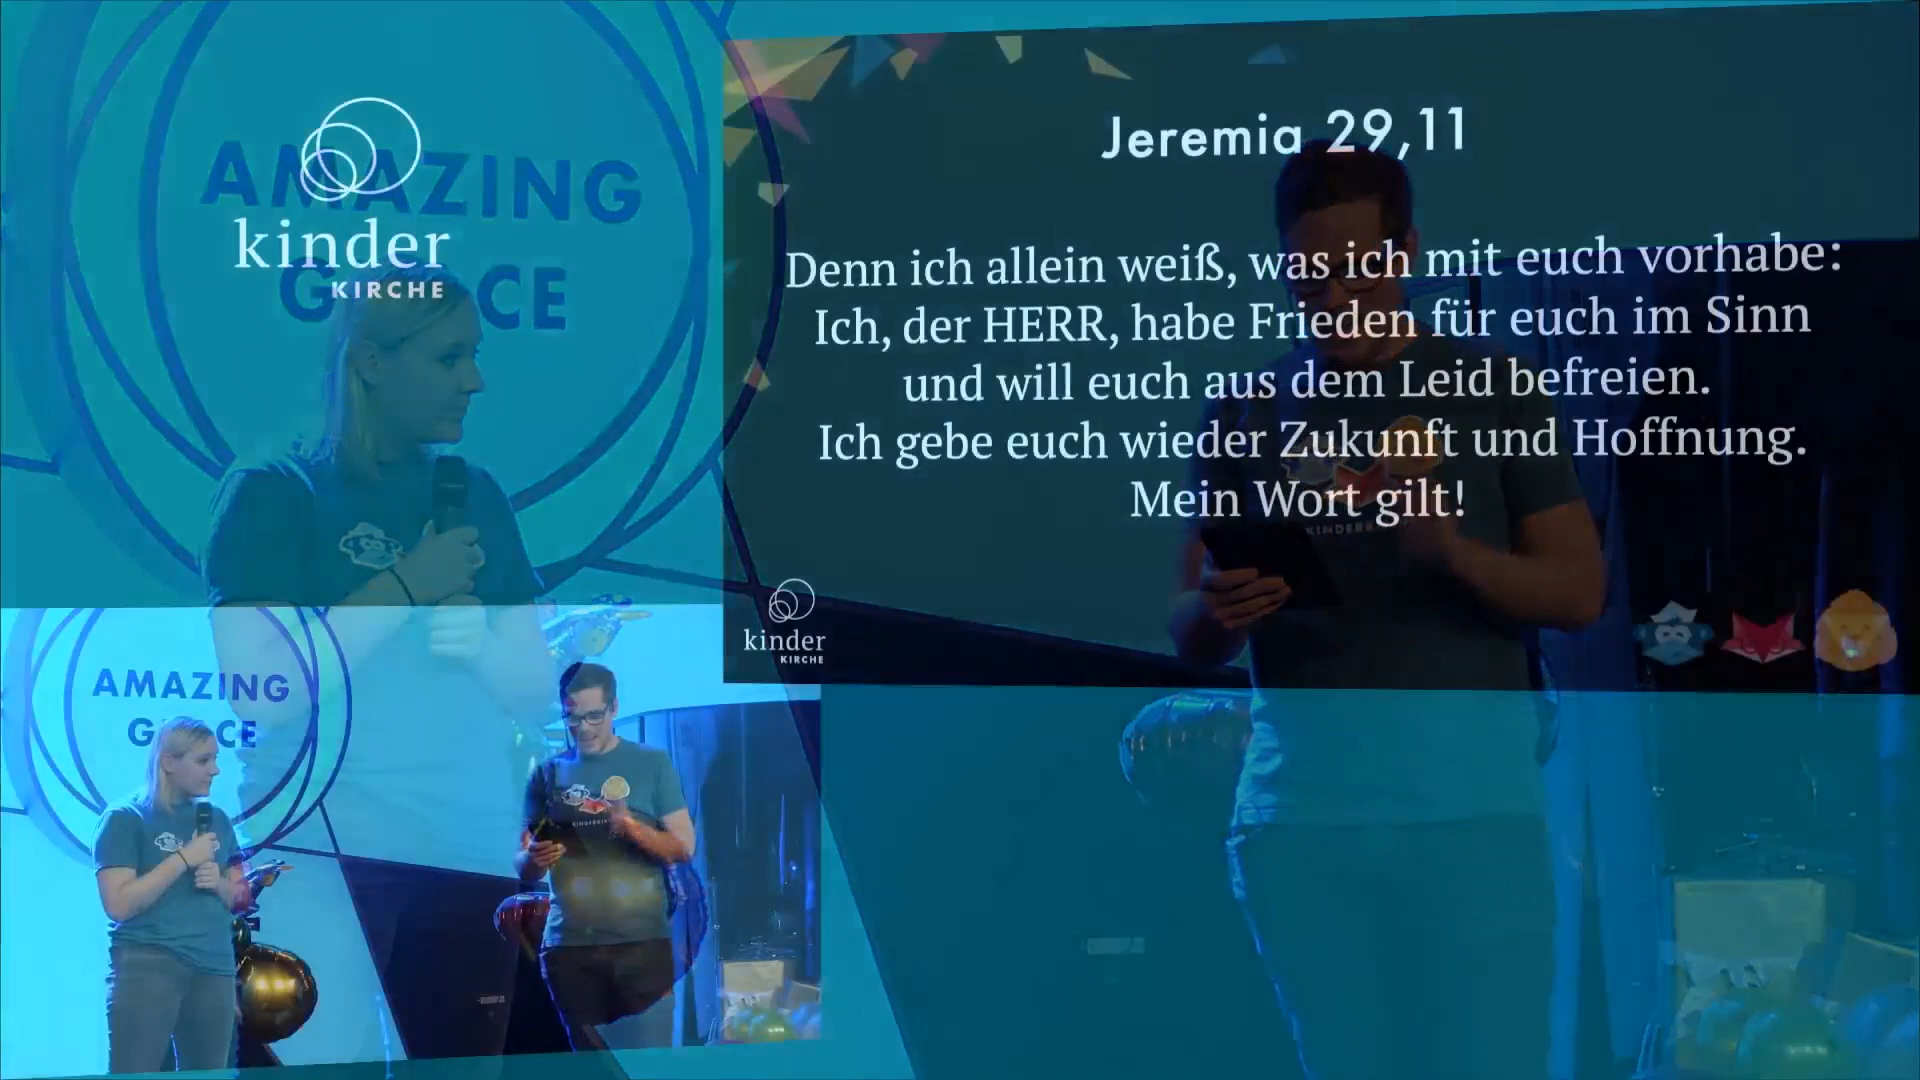 AMAZING
GRACE
kinder
KIRCHE
Jeremia 29,11
Denn ich allein weiß, was ich mit euch vorhabe:
Ich, der HERR, habe Frieden für euch im Sinn
und will euch aus dem Leid befreien.
Ich gebe euch wieder Zukunft und Hoffnung.
Mein Wort gilt!
kinder
KIRCHE
AMAZING
GRACE